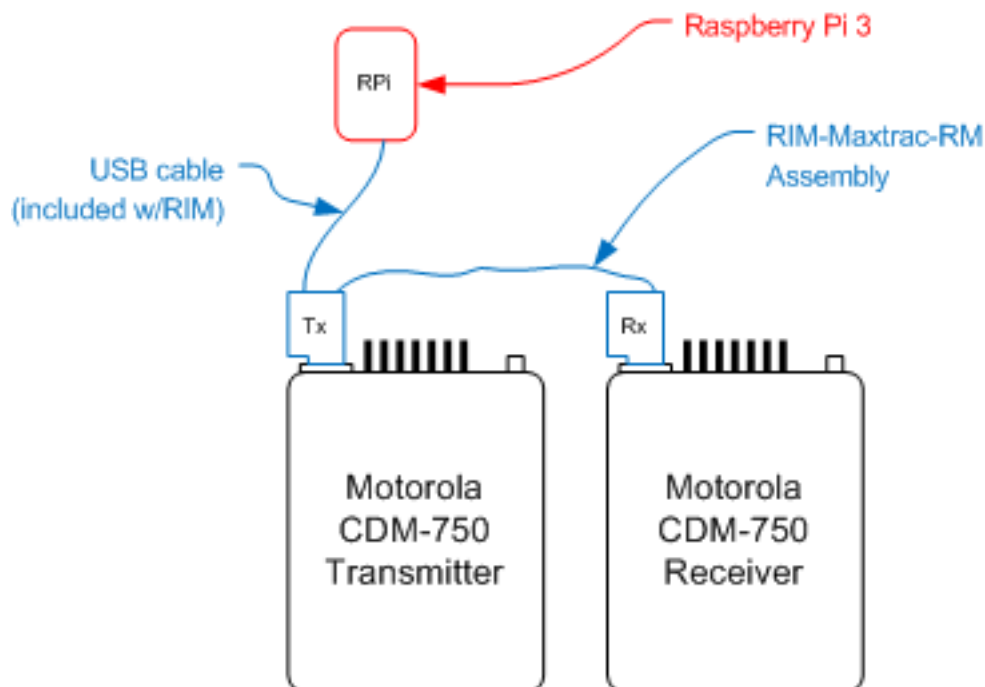 Raspberry Pi 3
RPi
RIM-Maxtrac-RM
Assembly
USB cable
(included w/RIM)
Tx
Rx
Motorola
CDM-750
Transmitter
Motorola
CDM-750
Receiver